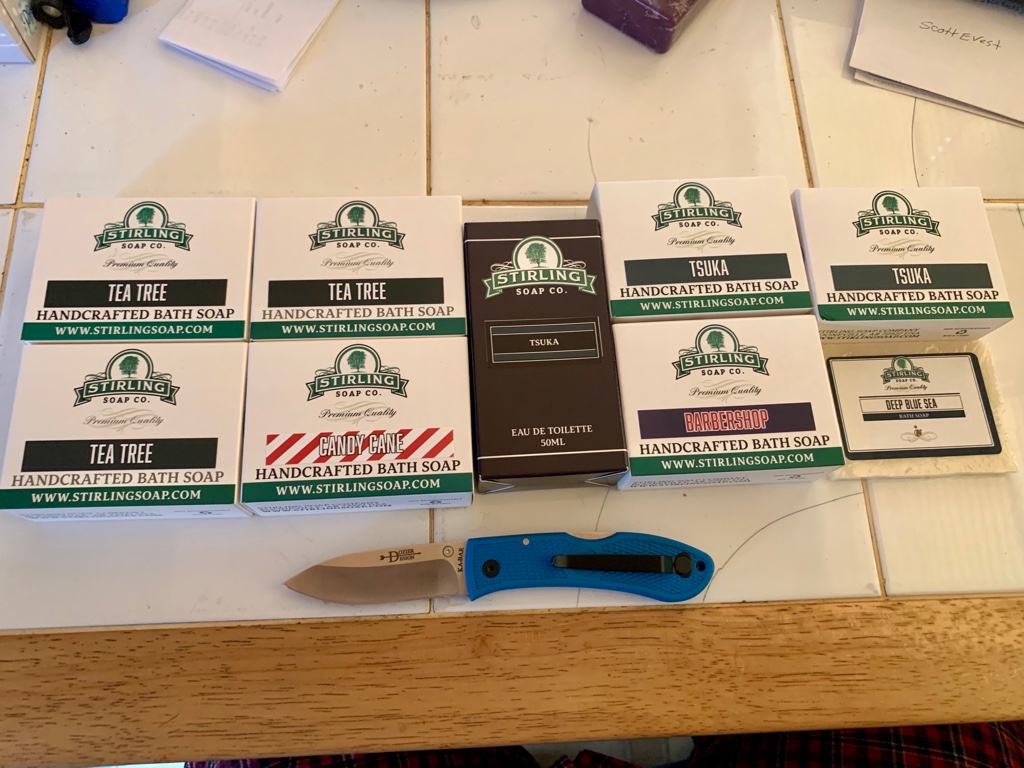 Scott E Vest
STIRLING
SOAP CO.
Premium Quality
TEA TREE
HANDCRAFTED BATH SOAP
WWW.STIRLINGSOAP.COM
STIRLING
SOAP CO.
Premium Quality
TEA TREE
HANDCRAFTED BATH SOAP
WWW.STIRLINGSOAP.COM
STIRLING
SOAP CO.
TSUKA
EAU DE TOILETTE
50ML
STIRLING
SOAP CO.
Premium Quality
TSUKA
HANDCRAFTED BATH SOAP
WWW.STIRLINGSOAP.COM
STIRLING
SOAP CO.
Premium Quality
TSUKA
HANDCRAFTED BATH SOAP
WWW.STIRLINGSOAP.COM
STIRLING
SOAP CO.
Premium Quality
TEA TREE
HANDCRAFTED BATH SOAP
WWW.STIRLINGSOAP.COM
STIRLING
SOAP CO.
Premium Quality
CANDY CANE
HANDCRAFTED BATH SOAP
WWW.STIRLINGSOAP.COM
STIRLING
SOAP CO.
Premium Quality
BARBERSHOP
HANDCRAFTED BATH SOAP
WWW.STIRLINGSOAP.COM
STIRLING
SOAP CO.
Premium Quality
DEEP BLUE SEA
BATH SOAP
DOZIER
DESIGN
KA-BAR